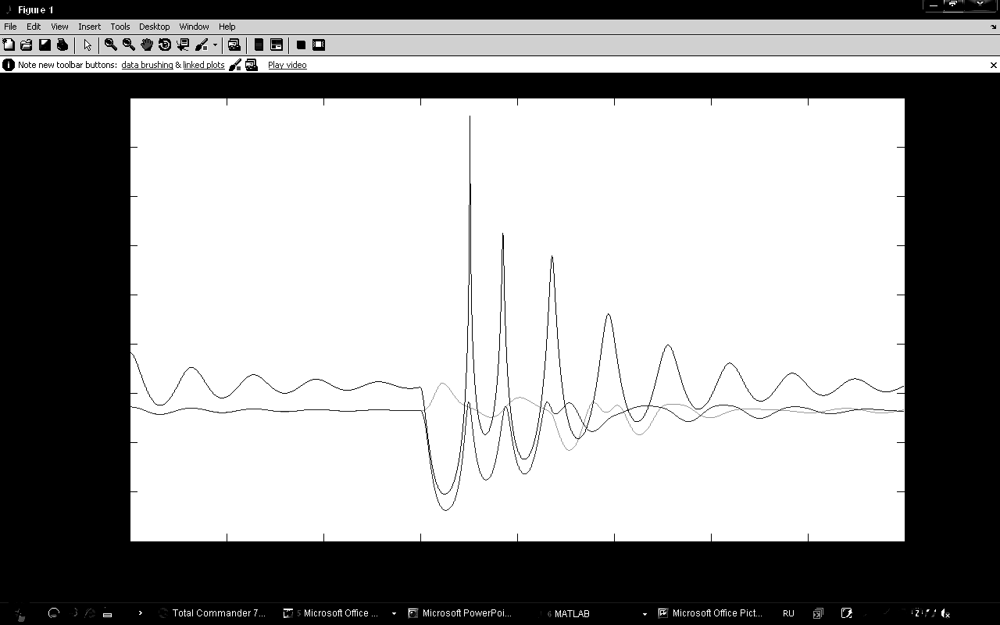 Figure 1
File Edit View Insert Tools Desktop Window Help
Note new toolbar buttons: data brushing & linked plots Play video
Total Commander 7... 5 Microsoft Office ... Microsoft PowerPoi... 6 MATLAB Microsoft Office Pict... RU